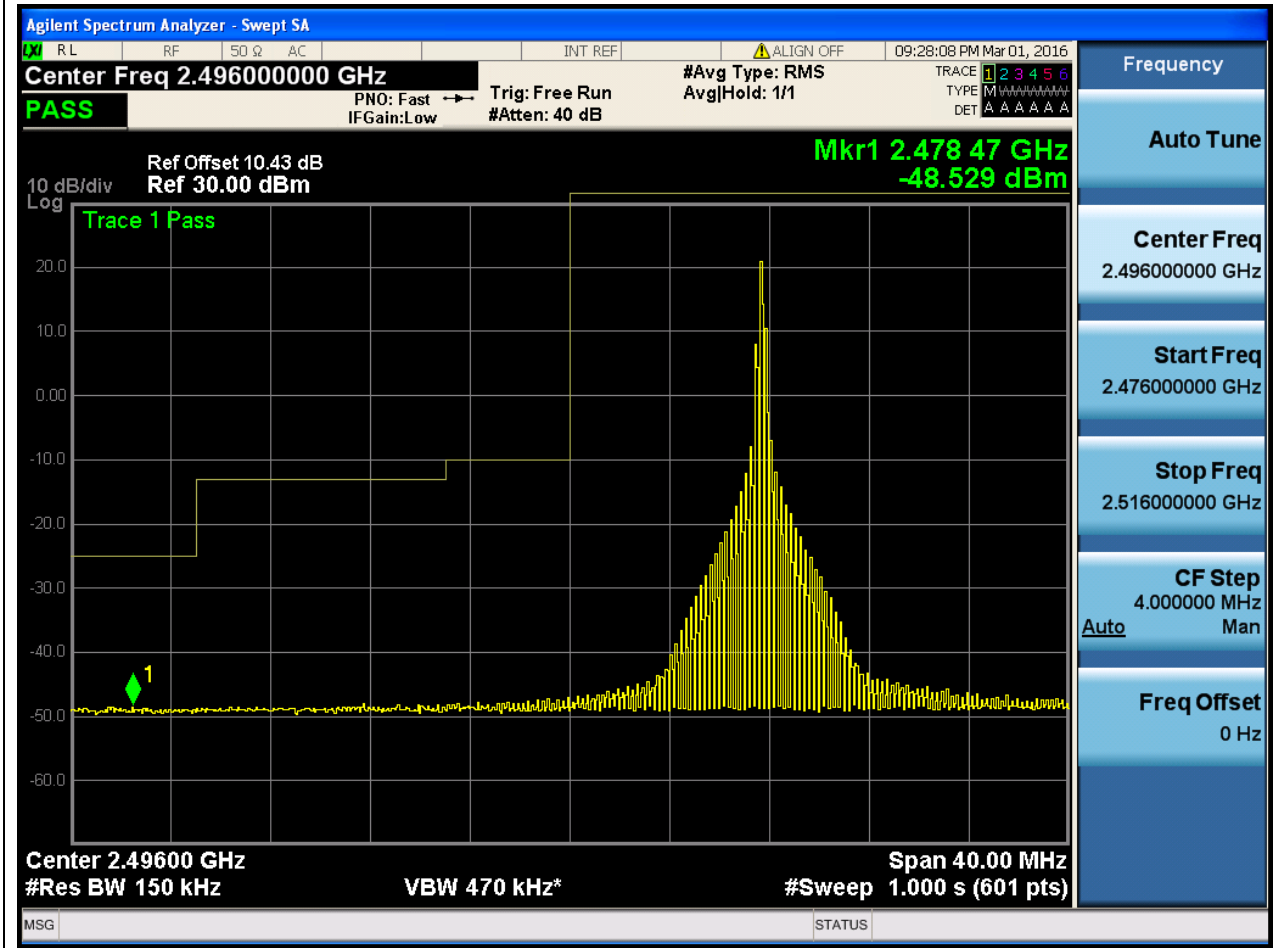 Agilent Spectrum Analyzer - Swept SA
LXI RL RF 50 Ω AC INT REF ALIGN OFF 09:28:08 PM Mar 01, 2016
Center Freq 2.496000000 GHz
PASS
PNO: Fast
IFGain:Low
Trig: Free Run
#Atten: 40 dB
#Avg Type: RMS
Avg|Hold: 1/1
TRACE 1 2 3 4 5 6
TYPE M
DET A A A A A A
Mkr1 2.478 47 GHz
-48.529 dBm
Ref Offset 10.43 dB
10 dB/div Ref 30.00 dBm
Log
Trace 1 Pass
20.0
10.0
0.00
-10.0
-20.0
-30.0
-40.0
-50.0
-60.0
1
Center 2.49600 GHz Span 40.00 MHz
#Res BW 150 kHz VBW 470 kHz* #Sweep 1.000 s (601 pts)
MSG STATUS
Frequency
Auto Tune
Center Freq
2.496000000 GHz
Start Freq
2.476000000 GHz
Stop Freq
2.516000000 GHz
CF Step
4.000000 MHz
Auto Man
Freq Offset
0 Hz